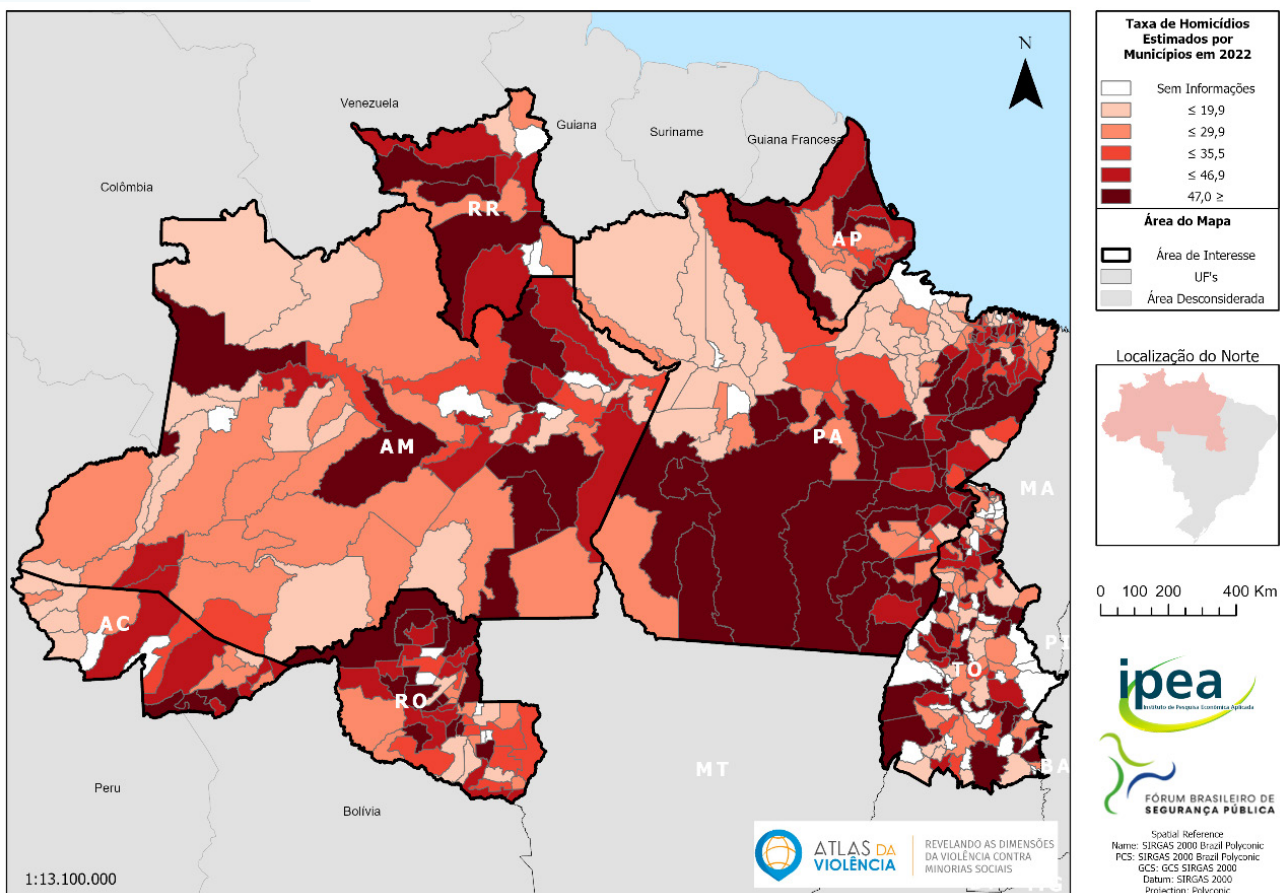 Venezuela
Guiana
Suriname
Guiana Francesa
Colômbia
N
RR
AP
AM
PA
MA
AC
RO
TO
PI
MT
BA
Peru
Bolívia
1:13.100.000
ATLAS DA
VIOLÊNCIA
REVELANDO AS DIMENSÕES
DA VIOLÊNCIA CONTRA
MINORIAS SOCIAIS
Taxa de Homicídios
Estimados por
Municípios em 2022
Sem Informações
≤ 19,9
≤ 29,9
≤ 35,5
≤ 46,9
47,0 ≥
Área do Mapa
Área de Interesse
UF's
Área Desconsiderada
Localização do Norte
0 100 200 400 Km
ipea
Instituto de Pesquisa Econômica Aplicada
FÓRUM BRASILEIRO DE
SEGURANÇA PÚBLICA
Spatial Reference
Name: SIRGAS 2000 Brazil Polyconic
PCS: SIRGAS 2000 Brazil Polyconic
GCS: GCS SIRGAS 2000
Datum: SIRGAS 2000
Projection: Polyconic